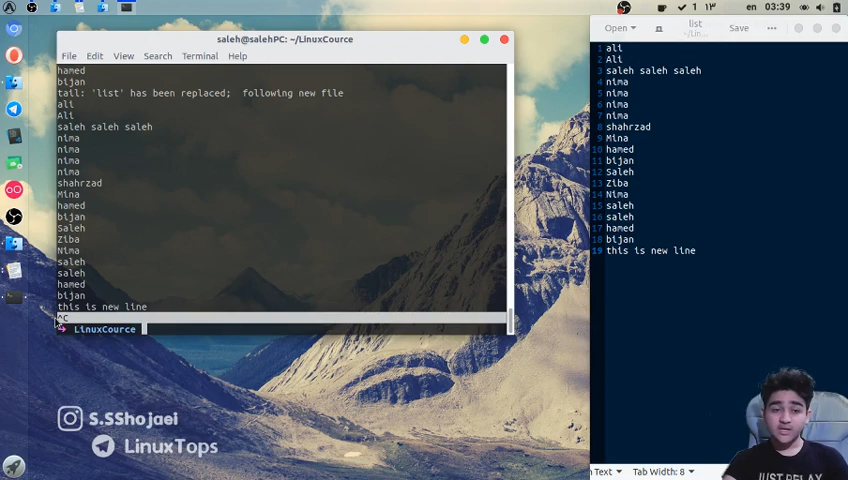 1 ۱۳ en 03:39
saleh@salehPC: ~/LinuxCource
File Edit View Search Terminal Help
hamed
bijan
tail: 'list' has been replaced;  following new file
ali
Ali
saleh saleh saleh
nima
nima
nima
nima
shahrzad
Mina
hamed
bijan
Saleh
Ziba
Nima
saleh
saleh
hamed
bijan
this is new line
^C
LinuxCource
Open list Save
~/Lin...
1 ali
2 Ali
3 saleh saleh saleh
4 nima
5 nima
6 nima
7 nima
8 shahrzad
9 Mina
10 hamed
11 bijan
12 Saleh
13 Ziba
14 Nima
15 saleh
16 saleh
17 hamed
18 bijan
19 this is new line
S.SShojaei
LinuxTops
n Text Tab Width: 8
JUST RELAX